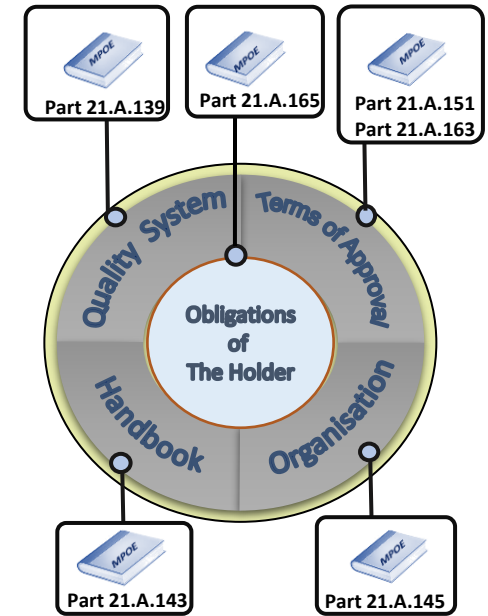 MPOE
Part 21.A.139
MPOE
Part 21.A.165
MPOE
Part 21.A.151
Part 21.A.163
Quality System
Terms of Approval
Obligations
of
The Holder
Handbook
Organisation
MPOE
Part 21.A.143
MPOE
Part 21.A.145